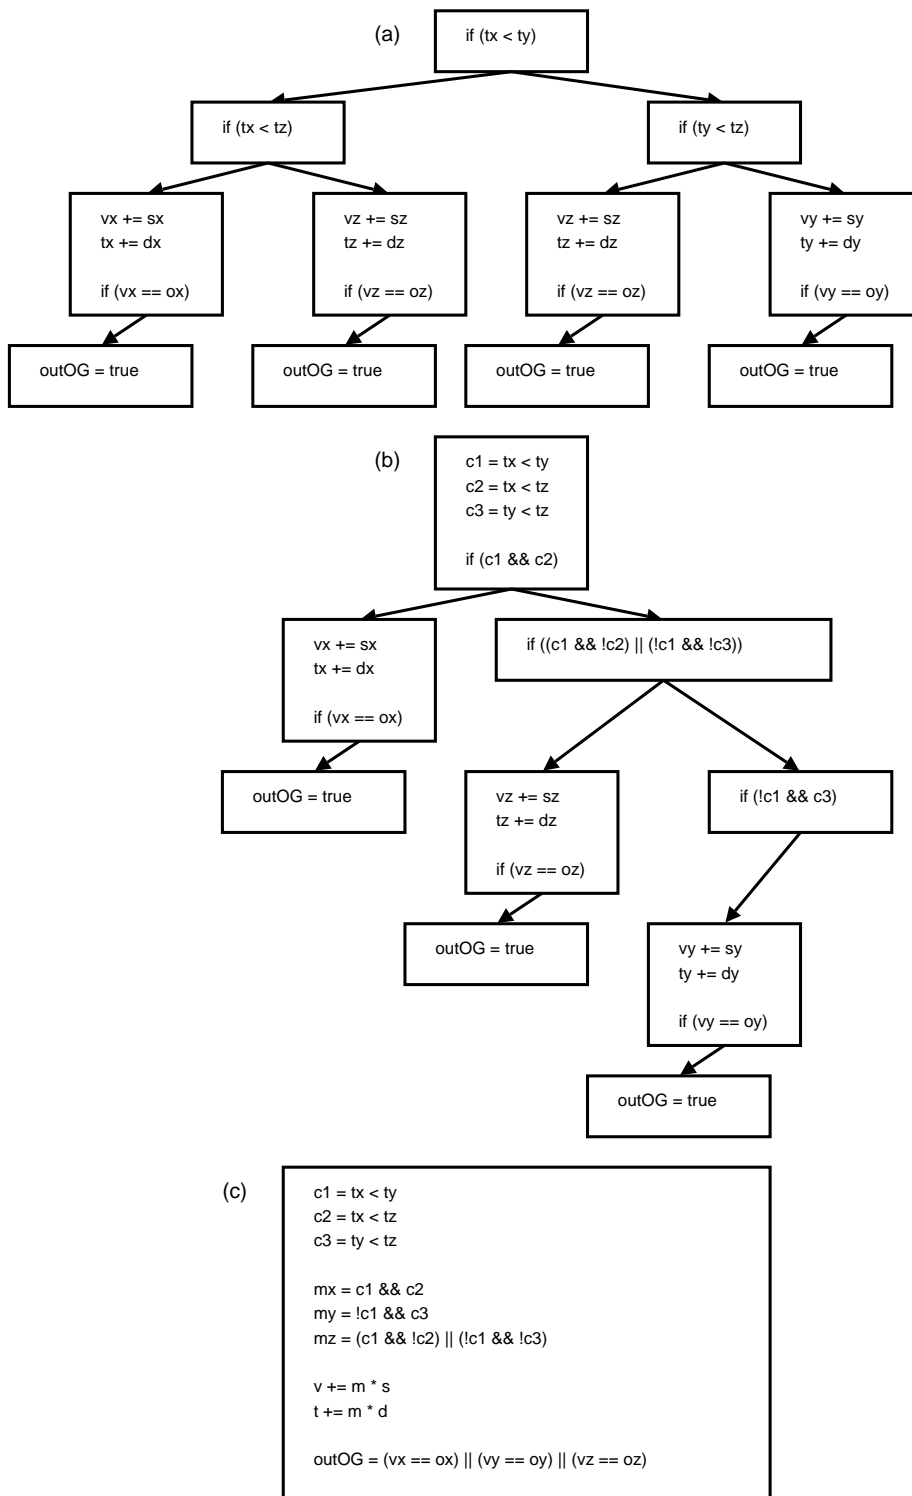 (a)
if (tx < ty)
if (tx < tz)
if (ty < tz)
vx += sx
tx += dx
if (vx == ox)
vz += sz
tz += dz
if (vz == oz)
vz += sz
tz += dz
if (vz == oz)
vy += sy
ty += dy
if (vy == oy)
outOG = true
outOG = true
outOG = true
outOG = true
(b)
c1 = tx < ty
c2 = tx < tz
c3 = ty < tz
if (c1 && c2)
vx += sx
tx += dx
if (vx == ox)
if ((c1 && !c2) || (!c1 && !c3))
outOG = true
vz += sz
tz += dz
if (vz == oz)
if (!c1 && c3)
outOG = true
vy += sy
ty += dy
if (vy == oy)
outOG = true
(c)
c1 = tx < ty
c2 = tx < tz
c3 = ty < tz
mx = c1 && c2
my = !c1 && c3
mz = (c1 && !c2) || (!c1 && !c3)
v += m * s
t += m * d
outOG = (vx == ox) || (vy == oy) || (vz == oz)